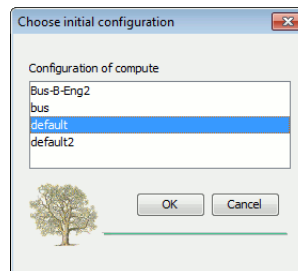 Choose initial configuration
Configuration of compute
Bus-B-Eng2
bus
default
default2
OK
Cancel